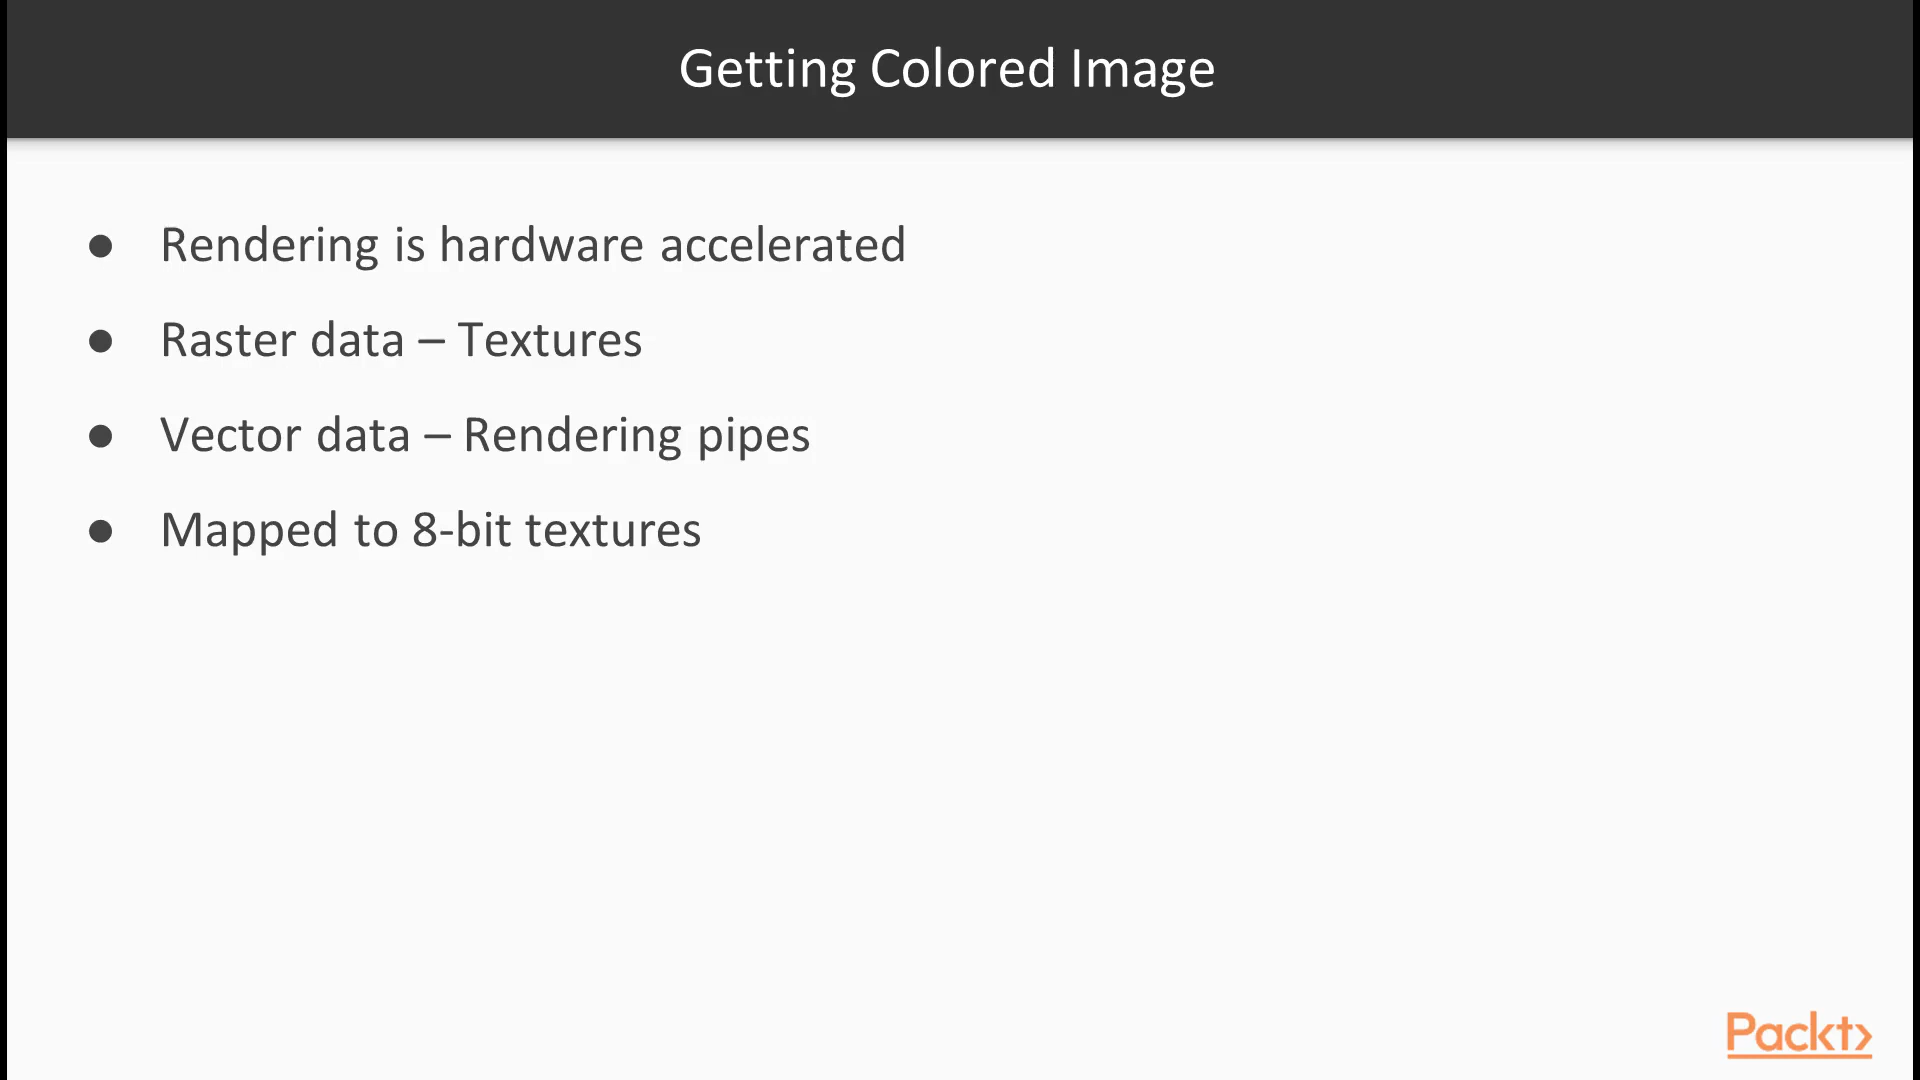 Getting Colored Image
● Rendering is hardware accelerated
● Raster data – Textures
● Vector data – Rendering pipes
● Mapped to 8-bit textures
Packt>